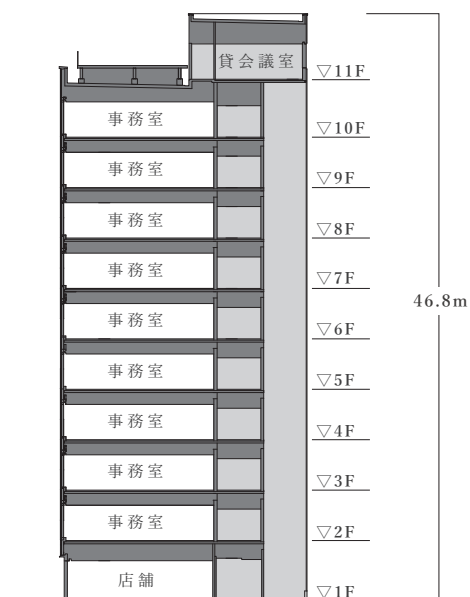 貸会議室
▽11F
事務室
▽10F
事務室
▽9F
事務室
▽8F
事務室
▽7F
46.8m
事務室
▽6F
事務室
▽5F
事務室
▽4F
事務室
▽3F
事務室
▽2F
店舗
▽1F